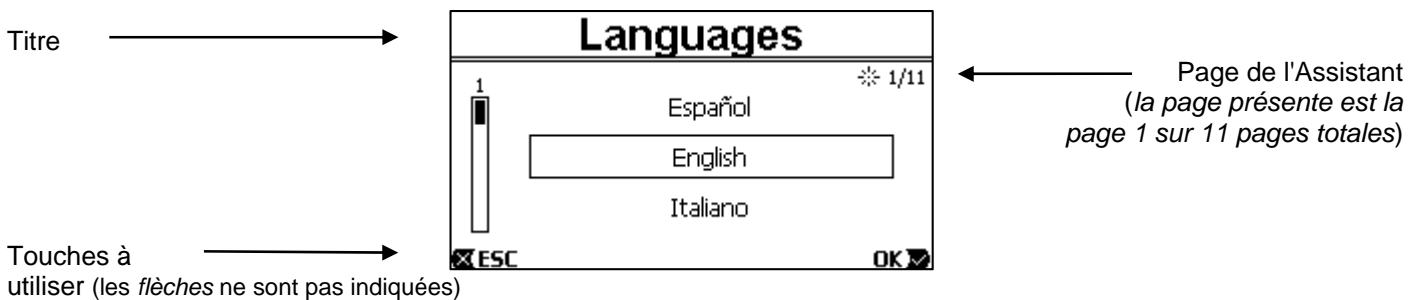 Titre
Languages
1
1/11
Español
English
Italiano
ESC
OK
Page de l'Assistant
(la page présente est la
page 1 sur 11 pages totales)
Touches à
utiliser (les flèches ne sont pas indiquées)